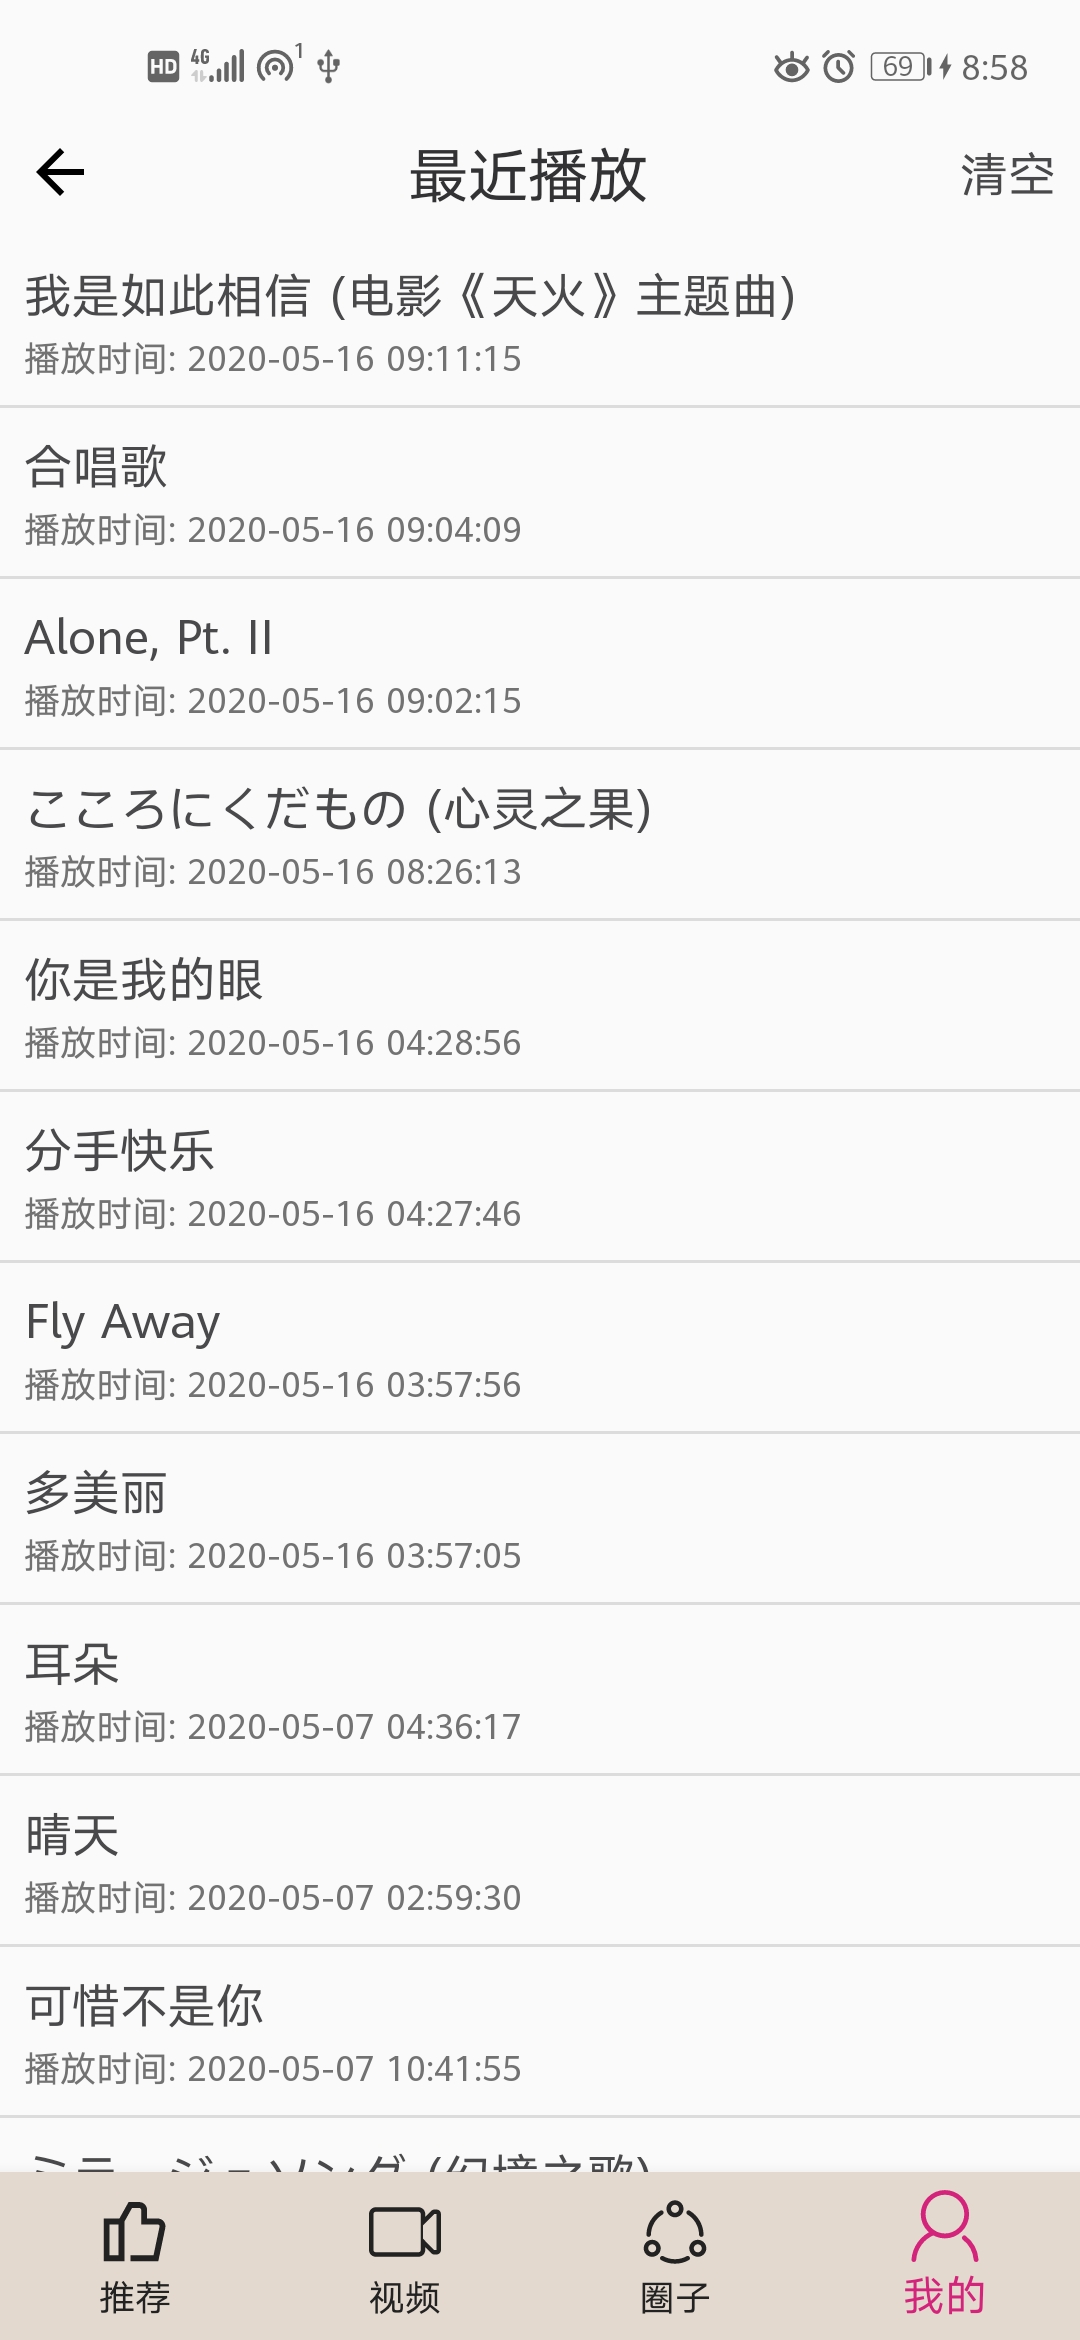 HD 4G 1 69 8:58
最近播放 清空
我是如此相信 (电影《天火》主题曲)
播放时间: 2020-05-16 09:11:15
合唱歌
播放时间: 2020-05-16 09:04:09
Alone, Pt. II
播放时间: 2020-05-16 09:02:15
こころにくだもの (心灵之果)
播放时间: 2020-05-16 08:26:13
你是我的眼
播放时间: 2020-05-16 04:28:56
分手快乐
播放时间: 2020-05-16 04:27:46
Fly Away
播放时间: 2020-05-16 03:57:56
多美丽
播放时间: 2020-05-16 03:57:05
耳朵
播放时间: 2020-05-07 04:36:17
晴天
播放时间: 2020-05-07 02:59:30
可惜不是你
播放时间: 2020-05-07 10:41:55
推荐 视频 圈子 我的